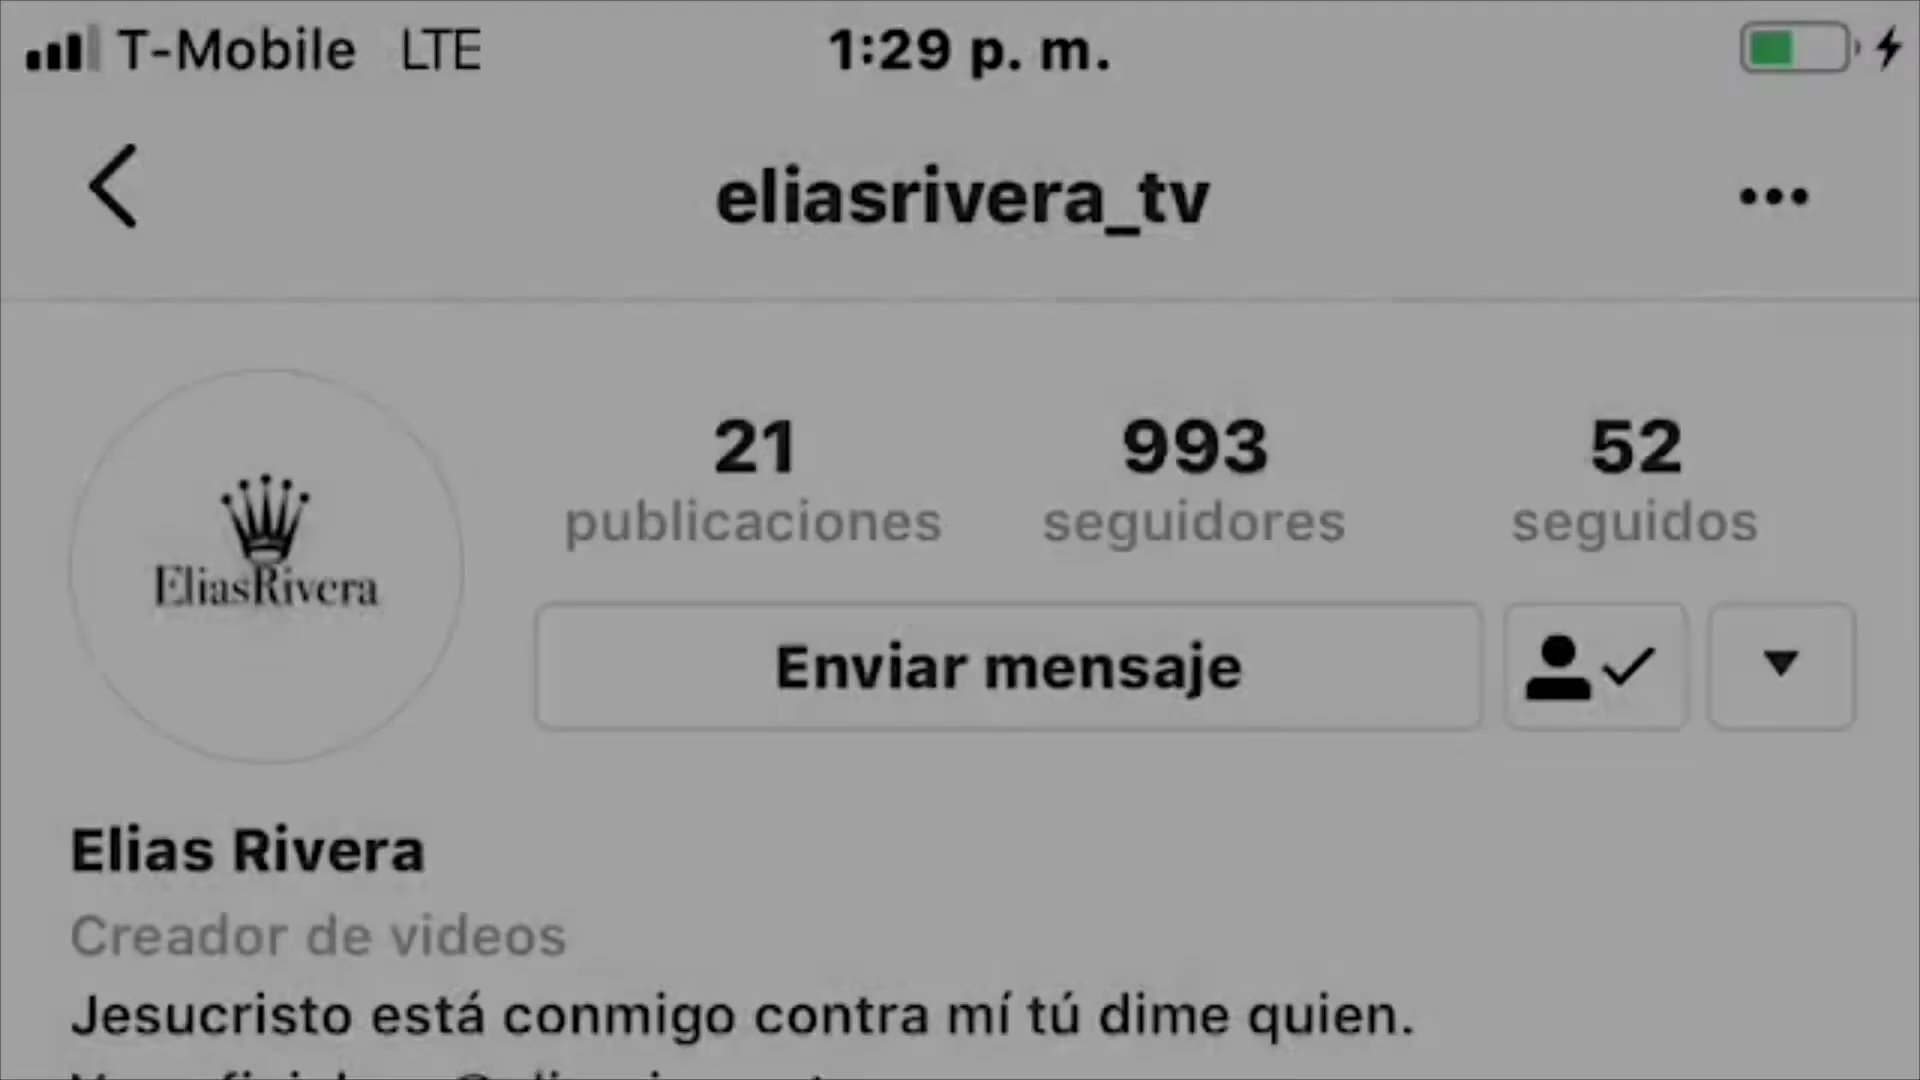 T-Mobile LTE 1:29 p. m.
eliasrivera_tv
21 993 52
publicaciones seguidores seguidos
EliasRivera
Enviar mensaje
Elias Rivera
Creador de videos
Jesucristo está conmigo contra mí tú dime quien.